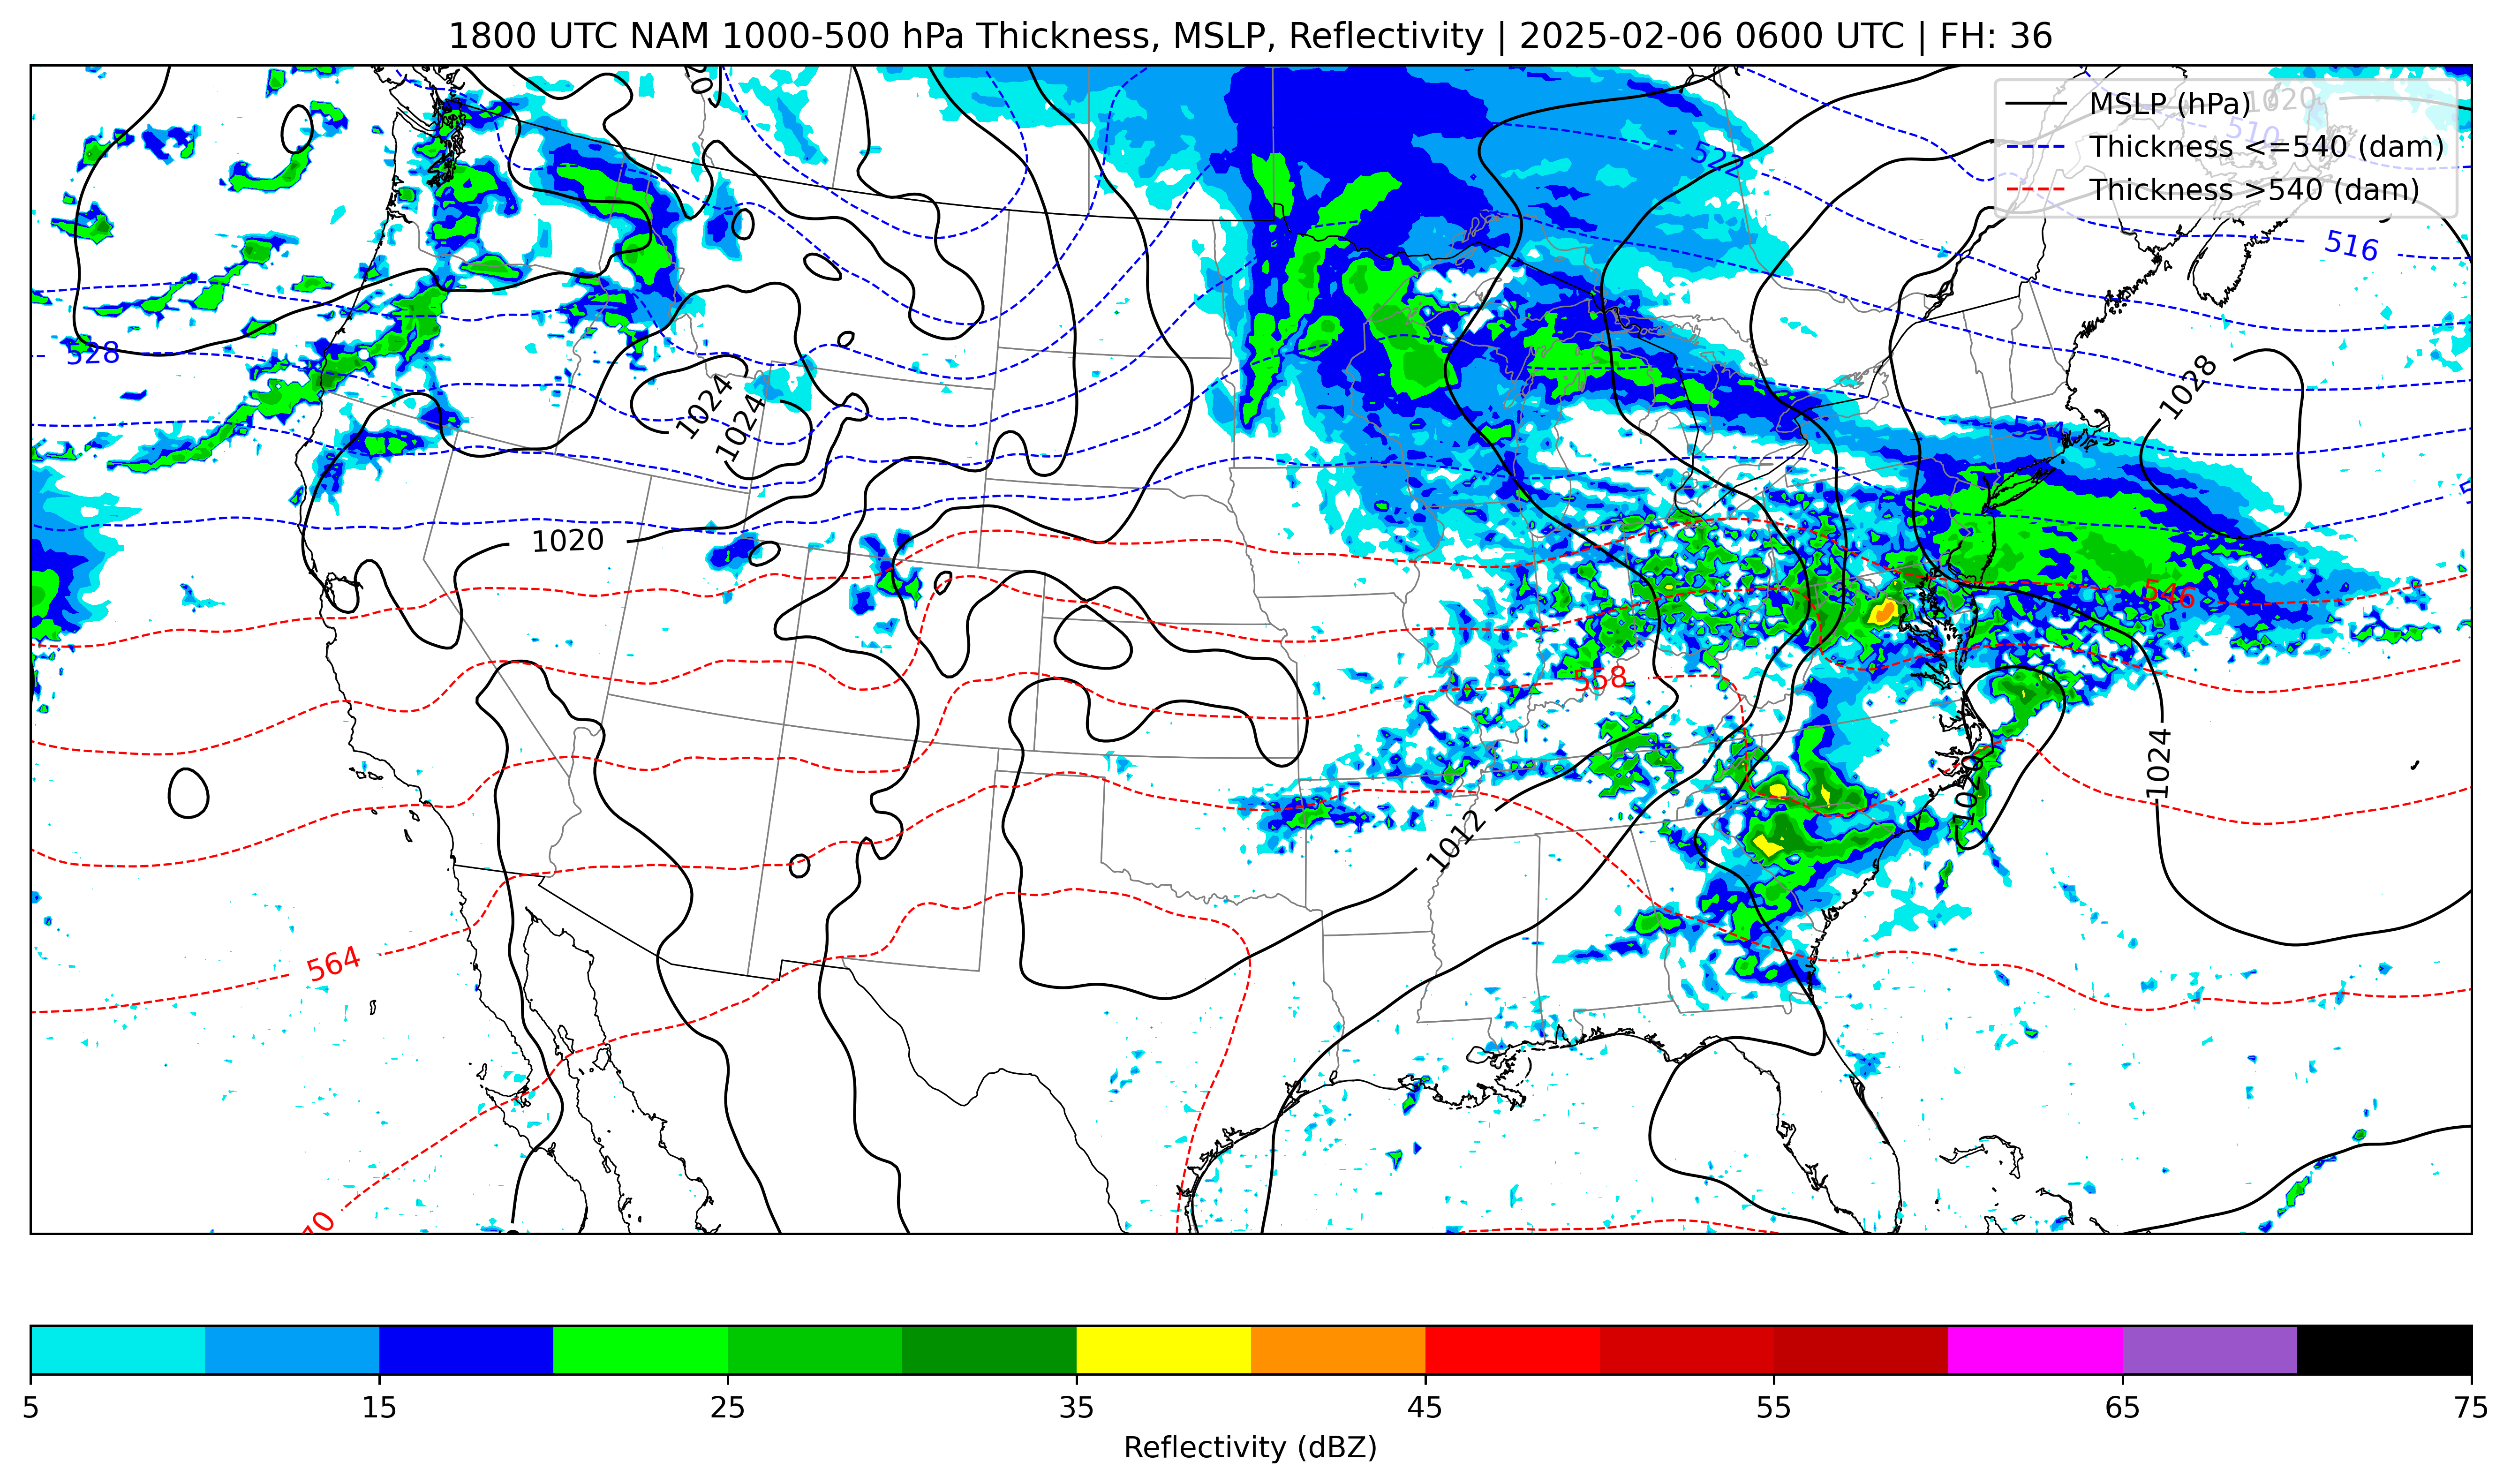 1800 UTC NAM 1000-500 hPa Thickness, MSLP, Reflectivity | 2025-02-06 0600 UTC | FH: 36
MSLP (hPa)
Thickness <=540 (dam)
Thickness >540 (dam)
1020
510
522
516
528
1024
1024
1028
534
1020
546
558
1024
1020
1012
564
5 15 25 35 45 55 65 75
Reflectivity (dBZ)